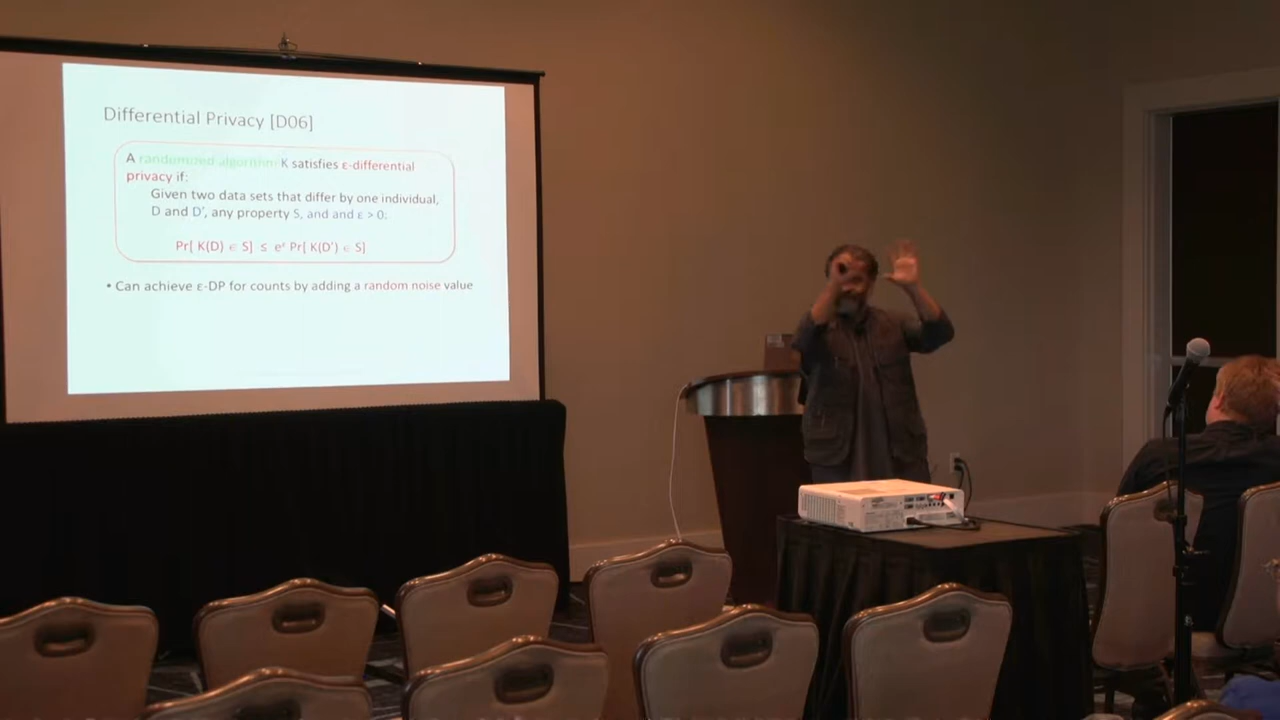 Differential Privacy [D06]
A randomized algorithm K satisfies ε-differential
privacy if:
Given two data sets that differ by one individual,
D and D', any property S, and and ε > 0:
Pr[ K(D) ∈ S] ≤ eᵋ Pr[ K(D') ∈ S]
• Can achieve ε-DP for counts by adding a random noise value